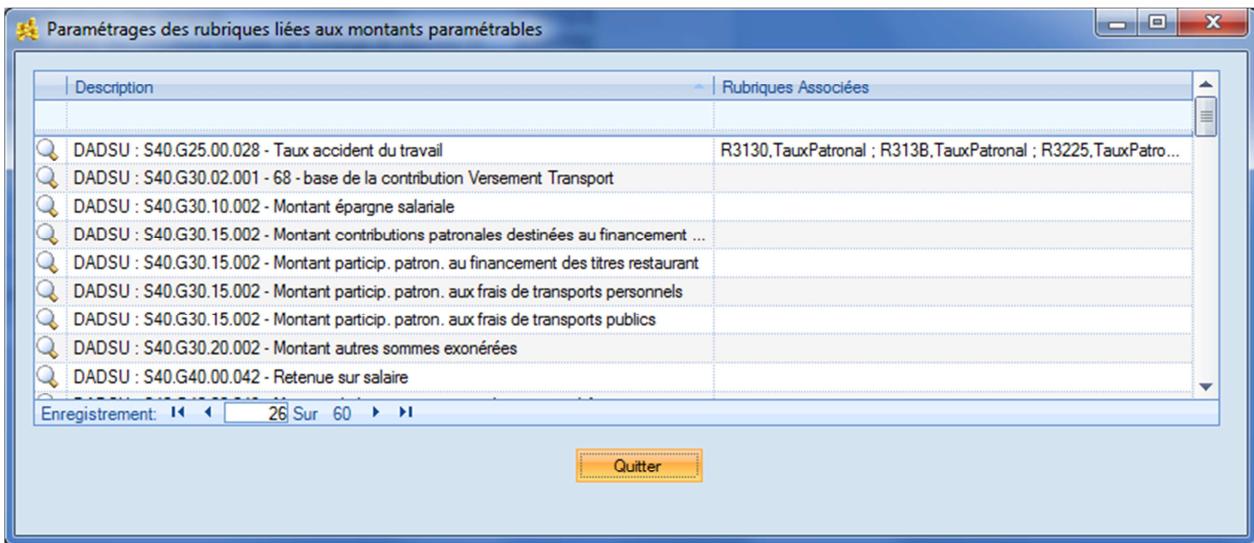 Paramétrages des rubriques liées aux montants paramétrables
Description Rubriques Associées
DADSU : S40.G25.00.028 - Taux accident du travail R3130,TauxPatronal ; R313B,TauxPatronal ; R3225,TauxPatro...
DADSU : S40.G30.02.001 - 68 - base de la contribution Versement Transport
DADSU : S40.G30.10.002 - Montant épargne salariale
DADSU : S40.G30.15.002 - Montant contributions patronales destinées au financement ...
DADSU : S40.G30.15.002 - Montant particip. patron. au financement des titres restaurant
DADSU : S40.G30.15.002 - Montant particip. patron. aux frais de transports personnels
DADSU : S40.G30.15.002 - Montant particip. patron. aux frais de transports publics
DADSU : S40.G30.20.002 - Montant autres sommes exonérées
DADSU : S40.G40.00.042 - Retenue sur salaire
Enregistrement: 26 Sur 60
Quitter